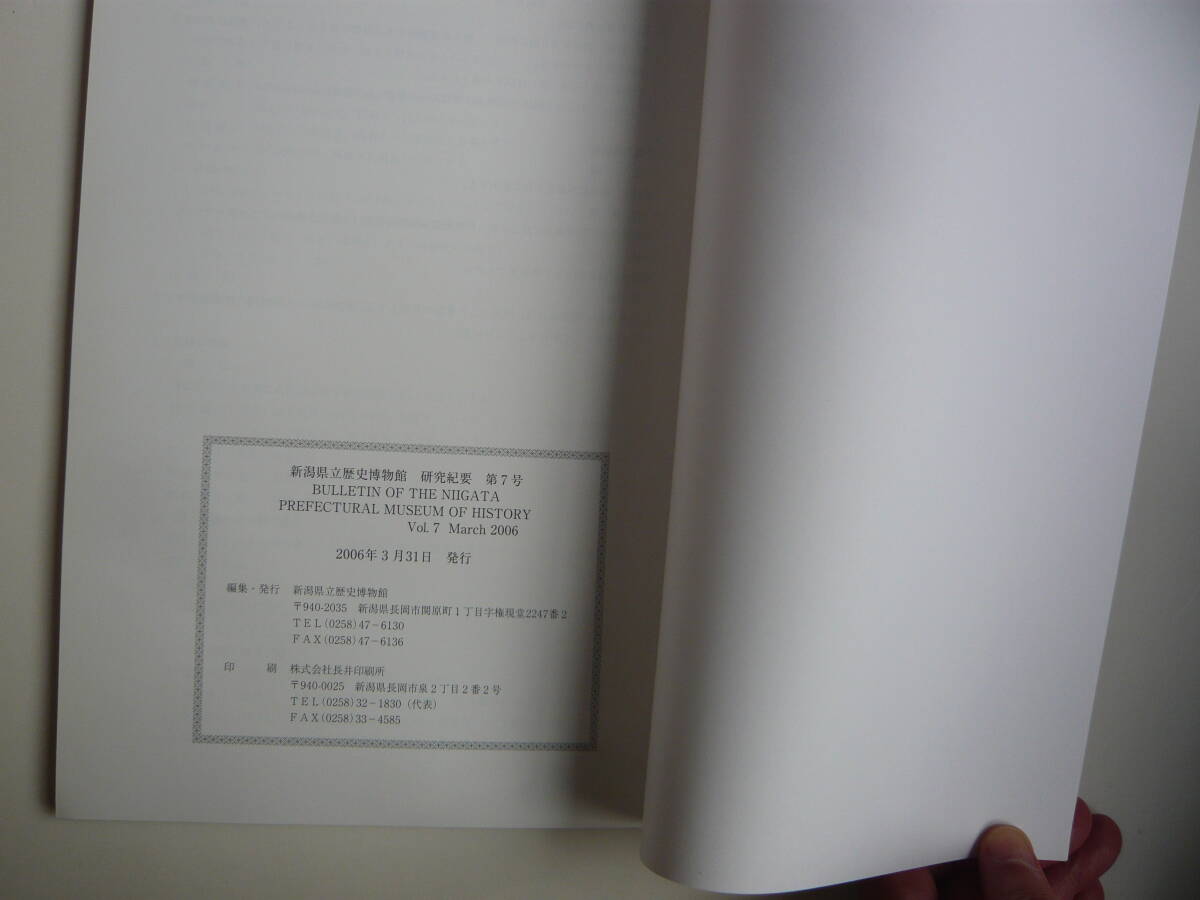 新潟県立歴史博物館 研究紀要 第7号
BULLETIN OF THE NIIGATA
PREFECTURAL MUSEUM OF HISTORY
Vol. 7 March 2006
2006年3月31日 発行
編集・発行 新潟県立歴史博物館
〒940-2035 新潟県長岡市関原町1丁目字権現堂2247番2
TEL(0258)47-6130
FAX(0258)47-6136
印 刷 株式会社長井印刷所
〒940-0025 新潟県長岡市泉2丁目2番2号
TEL(0258)32-1830(代表)
FAX(0258)33-4585